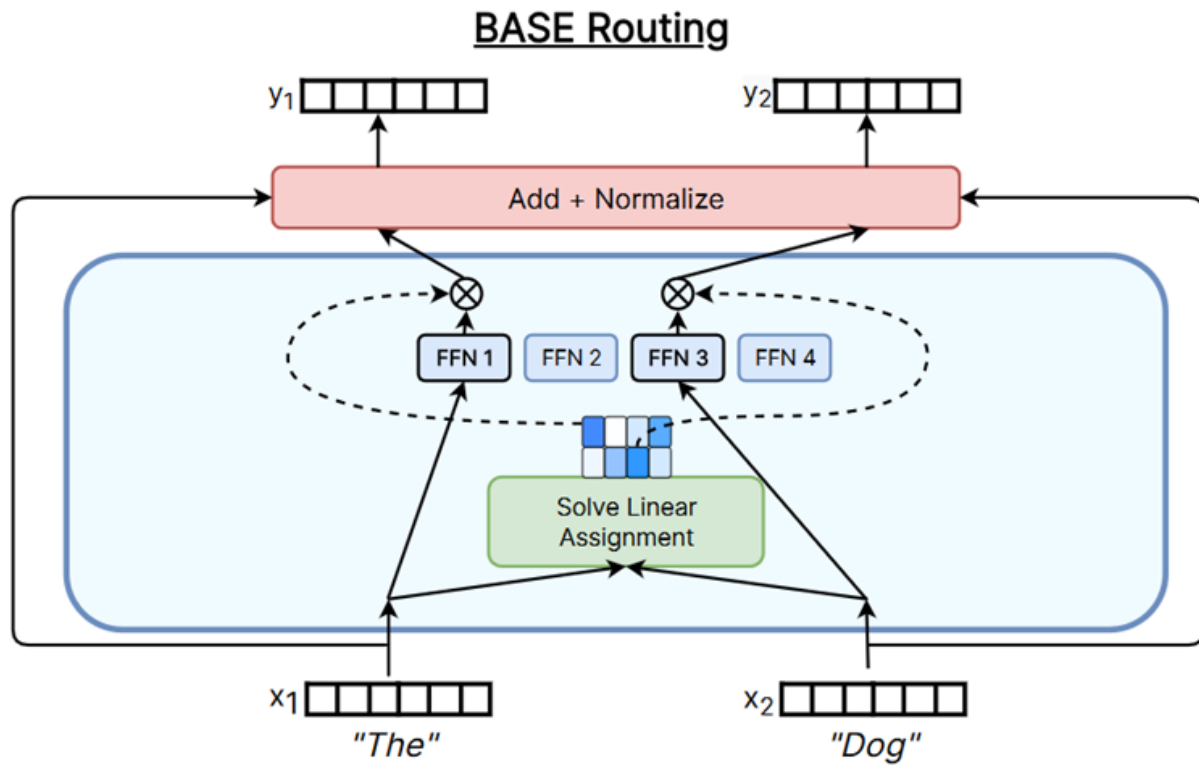 BASE Routing
y1
y2
Add + Normalize
FFN 1
FFN 2
FFN 3
FFN 4
Solve Linear
Assignment
x1
x2
"The"
"Dog"